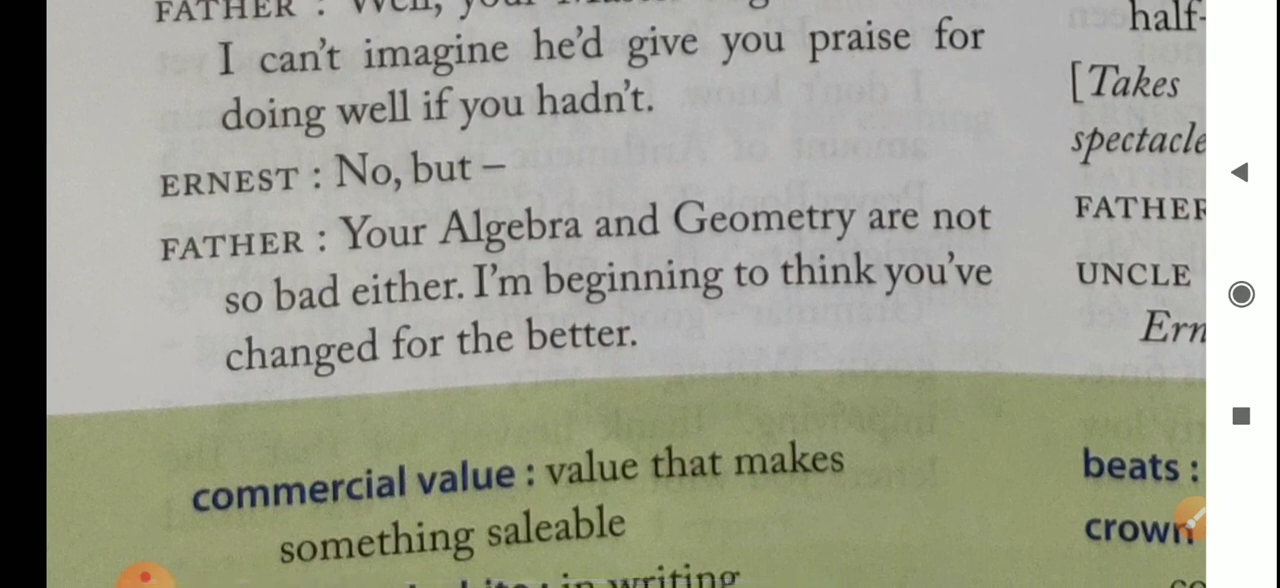 FATHER : Well,
I can't imagine he'd give you praise for
doing well if you hadn't.
ERNEST : No, but –
FATHER : Your Algebra and Geometry are not
so bad either. I'm beginning to think you've
changed for the better.
commercial value : value that makes
something saleable
: in writing
half-
[Takes
spectacle
FATHER
UNCLE
Ern
beats :
crown